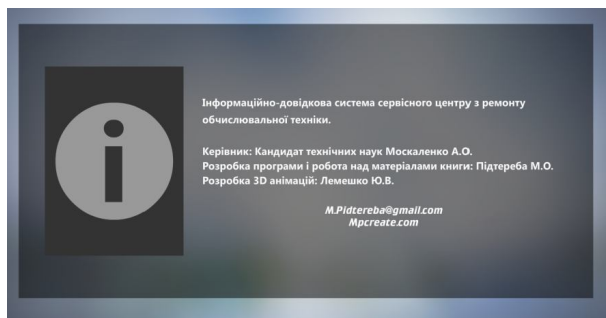 Інформаційно-довідкова система сервісного центру з ремонту
обчислювальної техніки.
Керівник: Кандидат технічних наук Москаленко А.О.
Розробка програми і робота над матеріалами книги: Підтереба М.О.
Розробка 3D анімацій: Лемешко Ю.В.
M.Pidtereba@gmail.com
Mpcreate.com